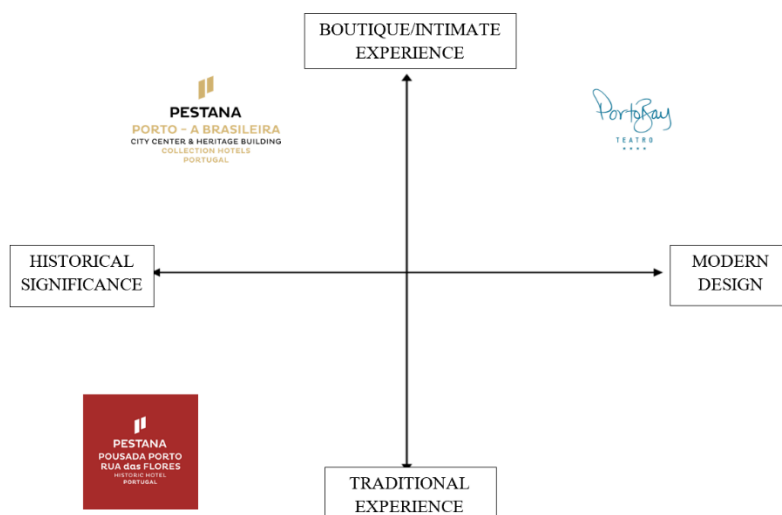 BOUTIQUE/INTIMATE
EXPERIENCE
PESTANA
PORTO - A BRASILEIRA
CITY CENTER & HERITAGE BUILDING
COLLECTION HOTELS
PORTUGAL
PortoBay
TEATRO
HISTORICAL
SIGNIFICANCE
MODERN
DESIGN
PESTANA
POUSADA PORTO
RUA das FLORES
HISTORIC HOTEL
PORTUGAL
TRADITIONAL
EXPERIENCE